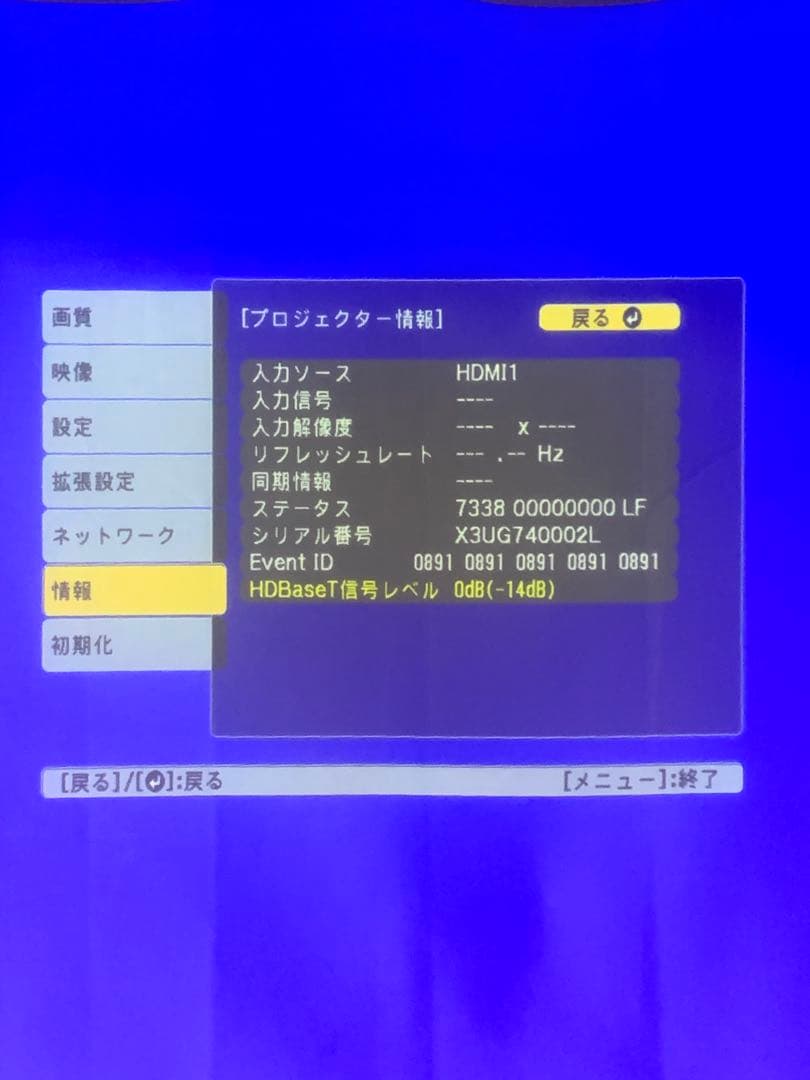 画質
映像
設定
拡張設定
ネットワーク
情報
初期化
[プロジェクター情報]
戻る
入力ソース HDMI1
入力信号 ----
入力解像度 ---- x ----
リフレッシュレート --- .-- Hz
同期情報 ----
ステータス 7338 00000000 LF
シリアル番号 X3UG740002L
Event ID 0891 0891 0891 0891 0891
HDBaseT信号レベル 0dB(-14dB)
[戻る]/[↵]:戻る
[メニュー]:終了